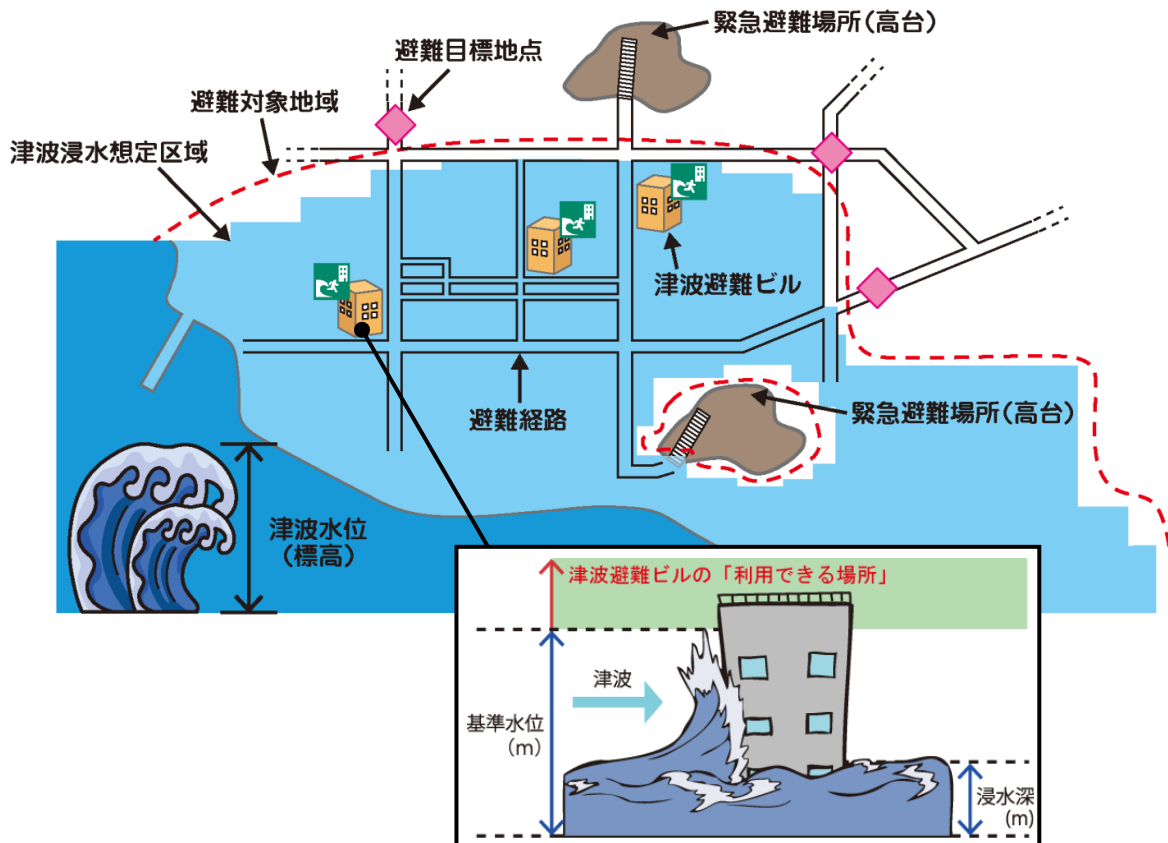 緊急避難場所(高台)
避難目標地点
避難対象地域
津波浸水想定区域
津波避難ビル
避難経路
緊急避難場所(高台)
津波水位
(標高)
津波避難ビルの「利用できる場所」
津波
基準水位
(m)
浸水深
(m)